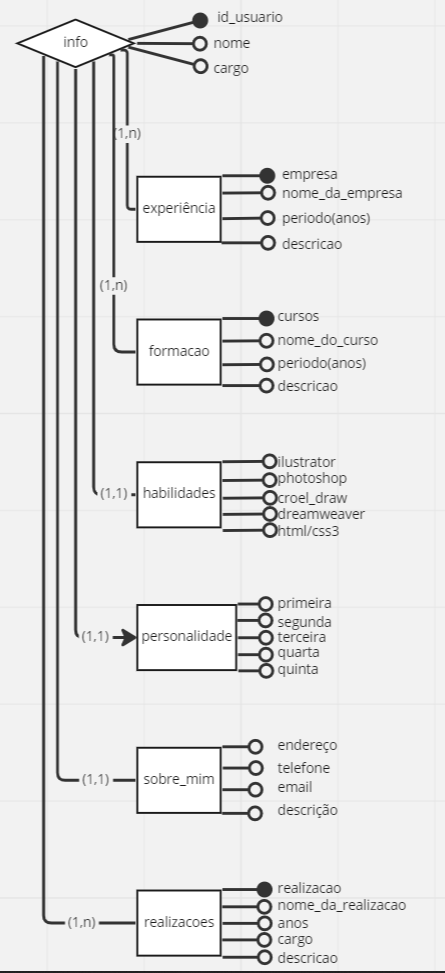 info
id_usuario
nome
cargo
(1,n)
experiência
empresa
nome_da_empresa
periodo(anos)
descricao
(1,n)
formacao
cursos
nome_do_curso
periodo(anos)
descricao
(1,1)
habilidades
ilustrator
photoshop
croel_draw
dreamweaver
html/css3
(1,1)
personalidade
primeira
segunda
terceira
quarta
quinta
(1,1)
sobre_mim
endereço
telefone
email
descrição
(1,n)
realizacoes
realizacao
nome_da_realizacao
anos
cargo
descricao